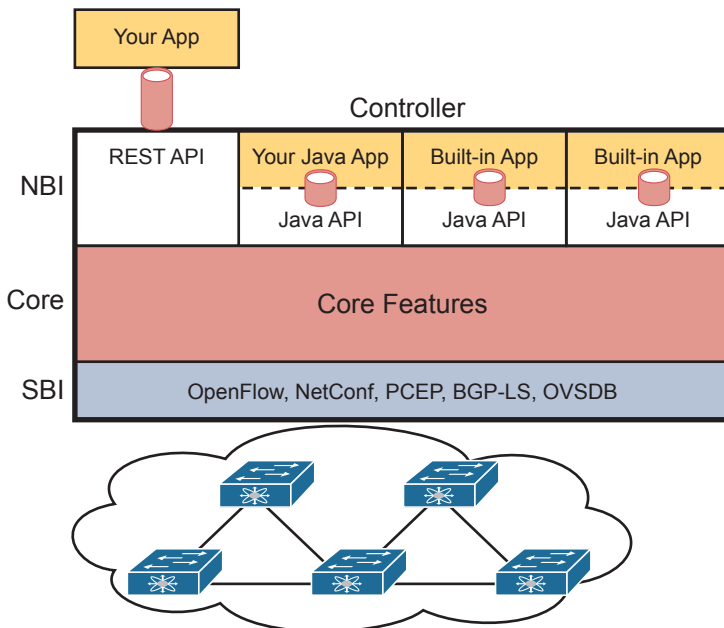 Your App
Controller
NBI
REST API
Your Java App
Built-in App
Built-in App
Java API
Java API
Java API
Core
Core Features
SBI
OpenFlow, NetConf, PCEP, BGP-LS, OVSDB